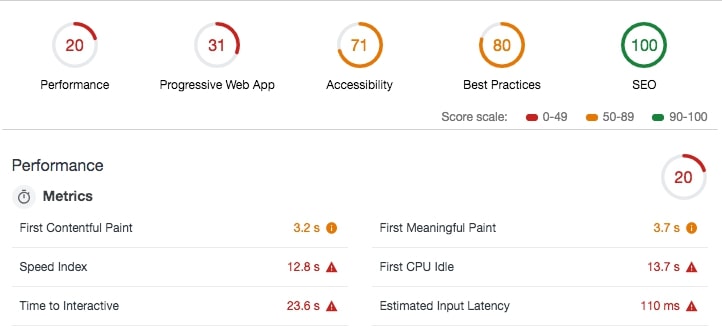 20 31 71 80 100
Performance Progressive Web App Accessibility Best Practices SEO
Score scale: 0-49 50-89 90-100
Performance
20
Metrics
First Contentful Paint 3.2 s First Meaningful Paint 3.7 s
Speed Index 12.8 s First CPU Idle 13.7 s
Time to Interactive 23.6 s Estimated Input Latency 110 ms